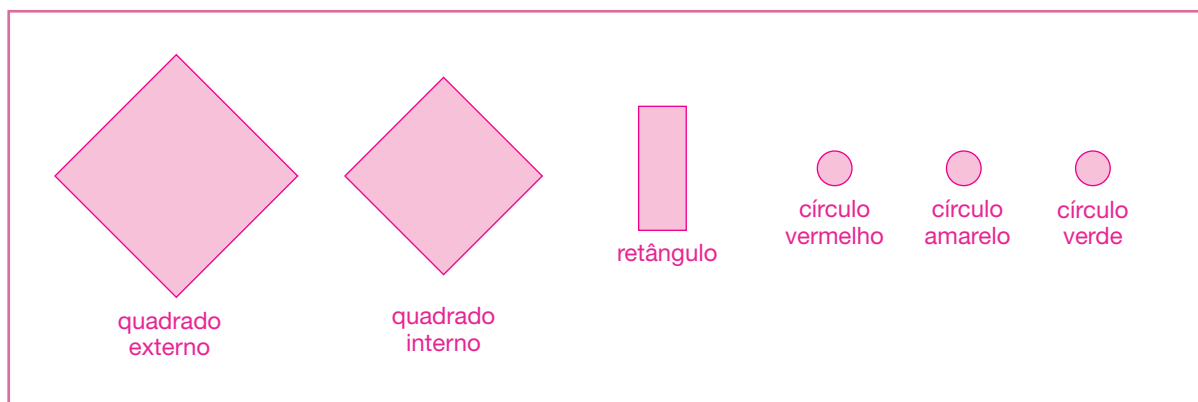 quadrado
externo
quadrado
interno
retângulo
círculo
vermelho
círculo
amarelo
círculo
verde